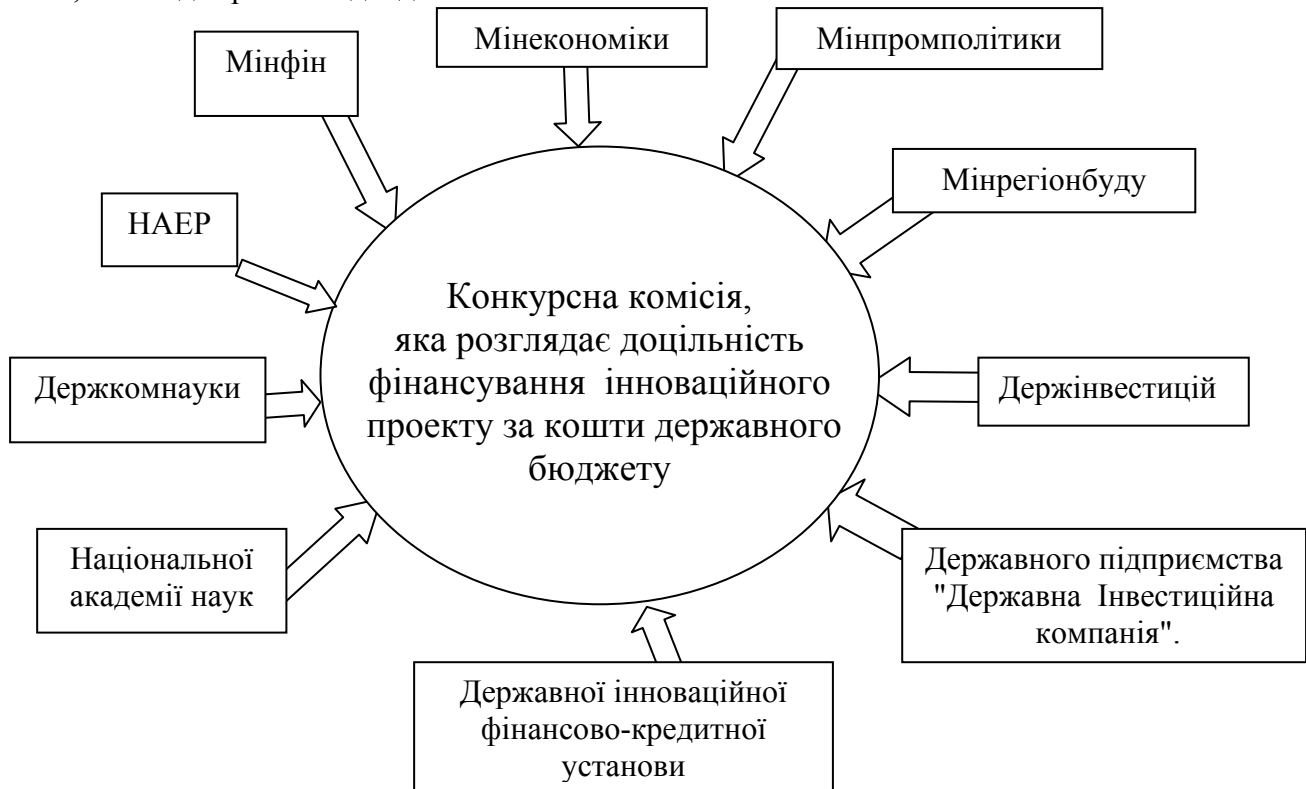 Мінекономіки
Мінпромполітики
Мінфін
Мінрегіонбуду
НАЕР
Конкурсна комісія,
яка розглядає доцільність
фінансування інноваційного
проекту за кошти державного
бюджету
Держкомнауки
Держінвестицій
Національної
академії наук
Державного підприємства
"Державна Інвестиційна
компанія".
Державної інноваційної
фінансово-кредитної
установи